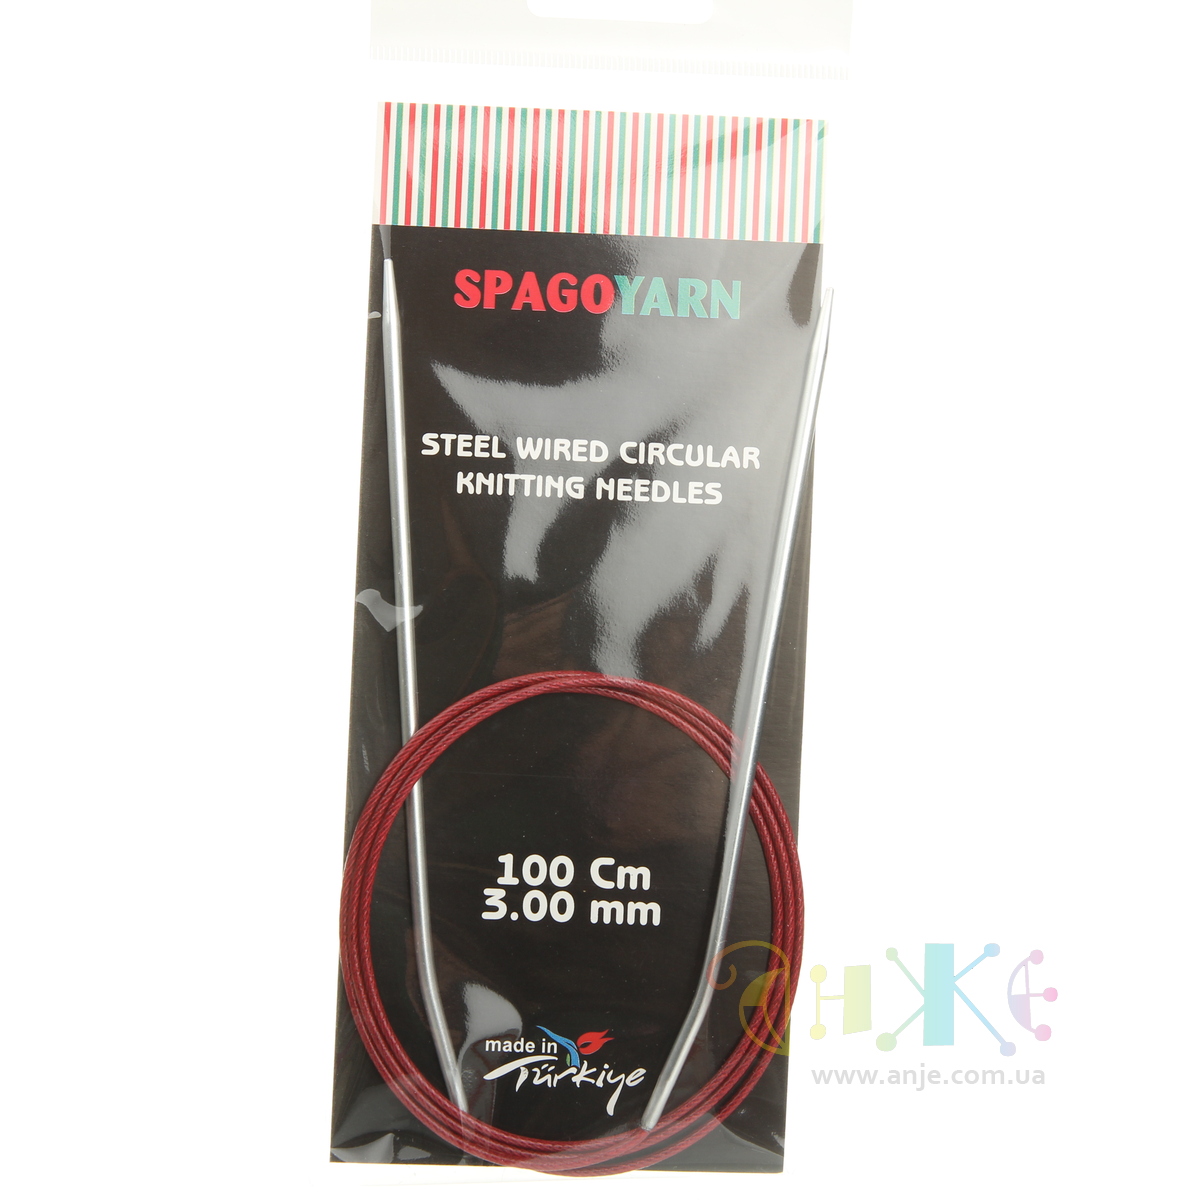 SPAGOYARN
STEEL WIRED CIRCULAR
KNITTING NEEDLES
100 Cm
3.00 mm
made in
Türkiye
АНЖЕ
www.anje.com.ua